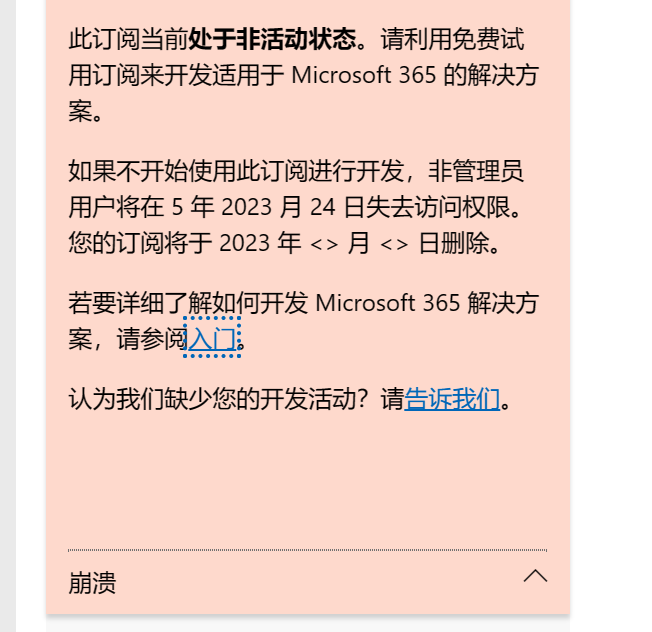 此订阅当前处于非活动状态。请利用免费试
用订阅来开发适用于 Microsoft 365 的解决方
案。
如果不开始使用此订阅进行开发，非管理员
用户将在 5 年 2023 月 24 日失去访问权限。
您的订阅将于 2023 年 <> 月 <> 日删除。
若要详细了解如何开发 Microsoft 365 解决方
案，请参阅入门。
认为我们缺少您的开发活动？请告诉我们。
崩溃